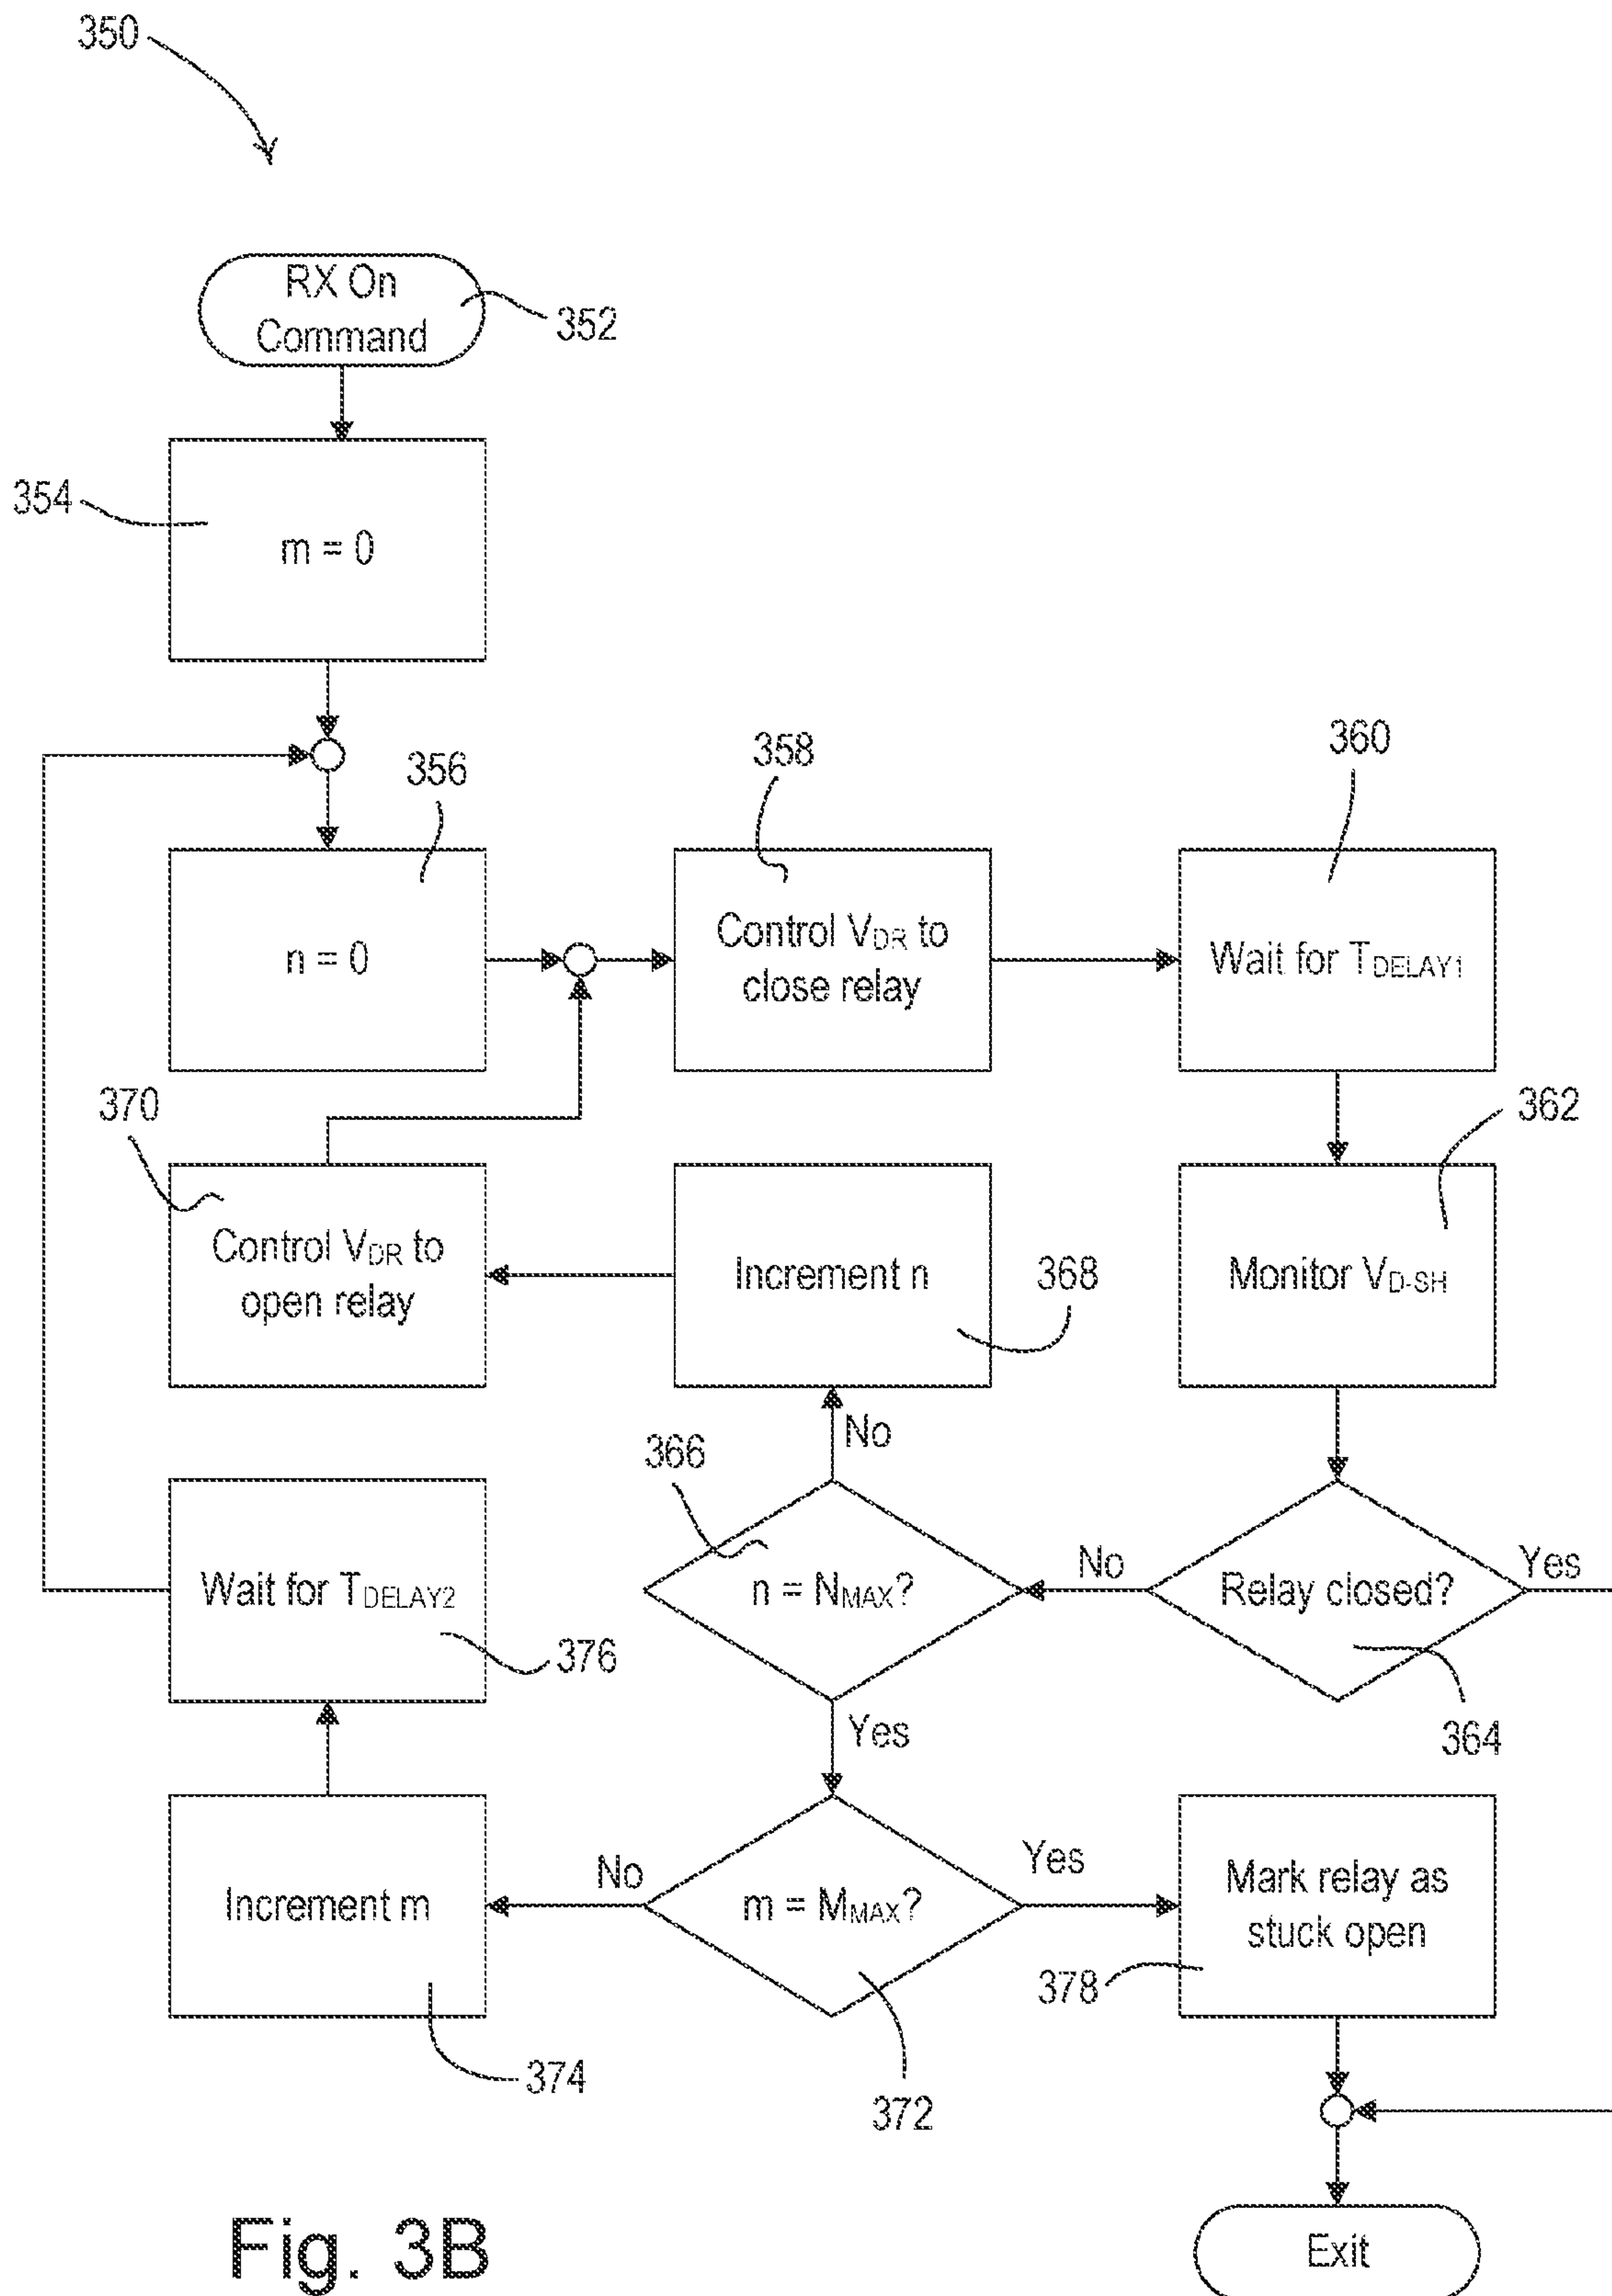 350
RX On
Command
352
354
m = 0
356
358
360
n = 0
Control VDR to
close relay
Wait for TDELAY1
370
362
Control VDR to
open relay
Increment n
368
Monitor VD-SH
No
366
Wait for TDELAY2
n = NMAX?
No
Relay closed?
Yes
376
Yes
364
Increment m
No
m = MMAX?
Yes
Mark relay as
stuck open
378
374
372
Fig. 3B
Exit